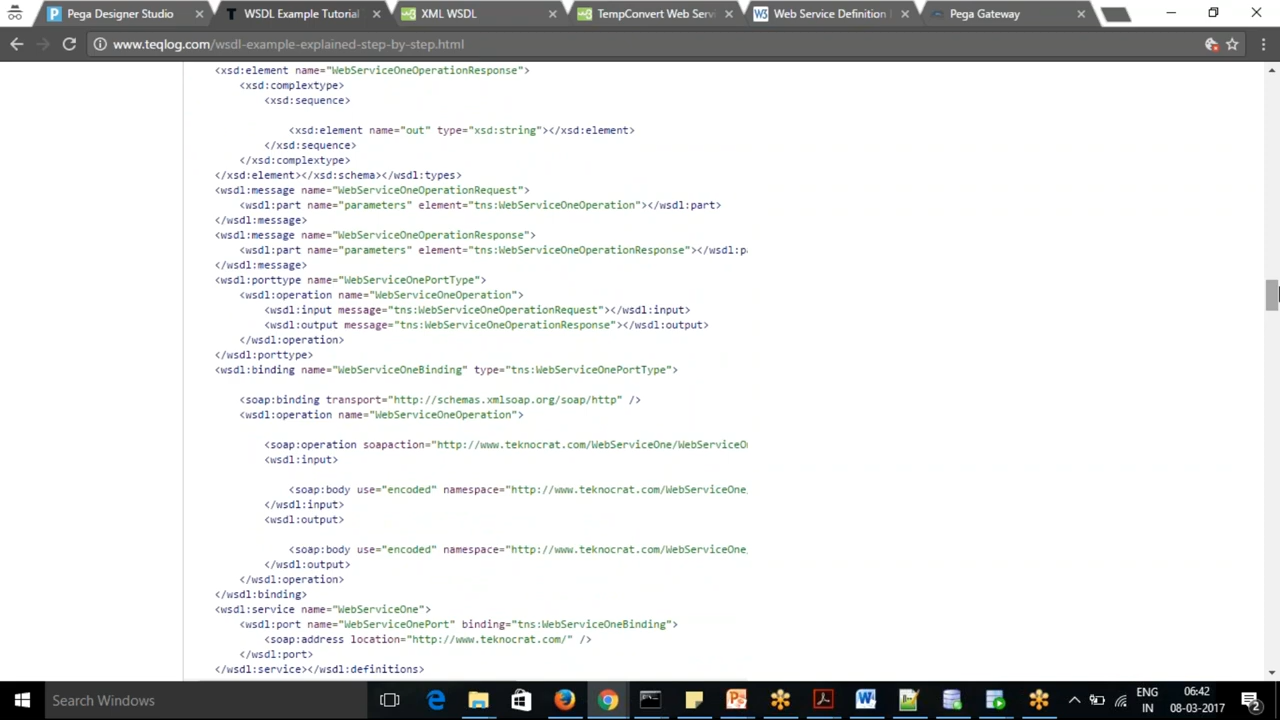 Pega Designer Studio
WSDL Example Tutorial
XML WSDL
TempConvert Web Servi
Web Service Definition
Pega Gateway
www.teqlog.com/wsdl-example-explained-step-by-step.html
<xsd:element name="WebServiceOneOperationResponse">
<xsd:complextype>
<xsd:sequence>
<xsd:element name="out" type="xsd:string"></xsd:element>
</xsd:sequence>
</xsd:complextype>
</xsd:element></xsd:schema></wsdl:types>
<wsdl:message name="WebServiceOneOperationRequest">
<wsdl:part name="parameters" element="tns:WebServiceOneOperation"></wsdl:part>
</wsdl:message>
<wsdl:message name="WebServiceOneOperationResponse">
<wsdl:part name="parameters" element="tns:WebServiceOneOperationResponse"></wsdl:pa
</wsdl:message>
<wsdl:porttype name="WebServiceOnePortType">
<wsdl:operation name="WebServiceOneOperation">
<wsdl:input message="tns:WebServiceOneOperationRequest"></wsdl:input>
<wsdl:output message="tns:WebServiceOneOperationResponse"></wsdl:output>
</wsdl:operation>
</wsdl:porttype>
<wsdl:binding name="WebServiceOneBinding" type="tns:WebServiceOnePortType">
<soap:binding transport="http://schemas.xmlsoap.org/soap/http" />
<wsdl:operation name="WebServiceOneOperation">
<soap:operation soapaction="http://www.teknocrat.com/WebServiceOne/WebServiceO
<wsdl:input>
<soap:body use="encoded" namespace="http://www.teknocrat.com/WebServiceOne,
</wsdl:input>
<wsdl:output>
<soap:body use="encoded" namespace="http://www.teknocrat.com/WebServiceOne,
</wsdl:output>
</wsdl:operation>
</wsdl:binding>
<wsdl:service name="WebServiceOne">
<wsdl:port name="WebServiceOnePort" binding="tns:WebServiceOneBinding">
<soap:address location="http://www.teknocrat.com/" />
</wsdl:port>
</wsdl:service></wsdl:definitions>
Search Windows
ENG 06:42
IN 08-03-2017